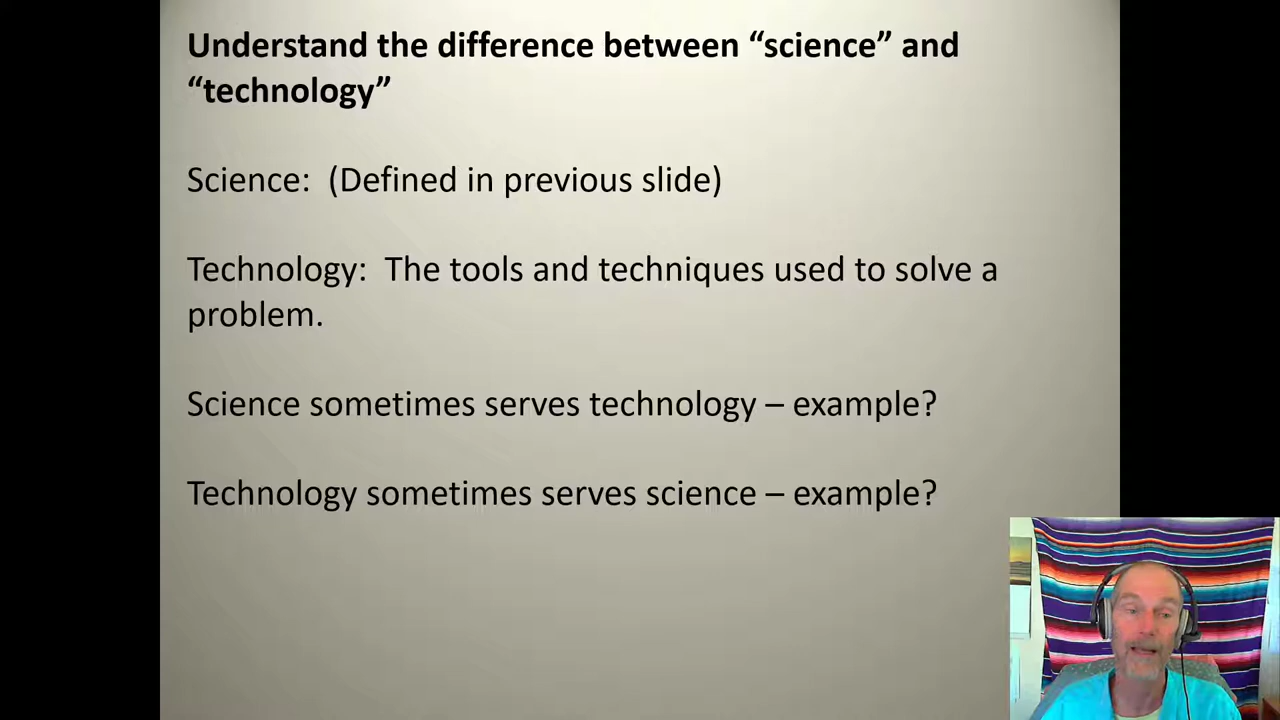 Understand the difference between “science” and
“technology”
Science:  (Defined in previous slide)
Technology:  The tools and techniques used to solve a
problem.
Science sometimes serves technology – example?
Technology sometimes serves science – example?